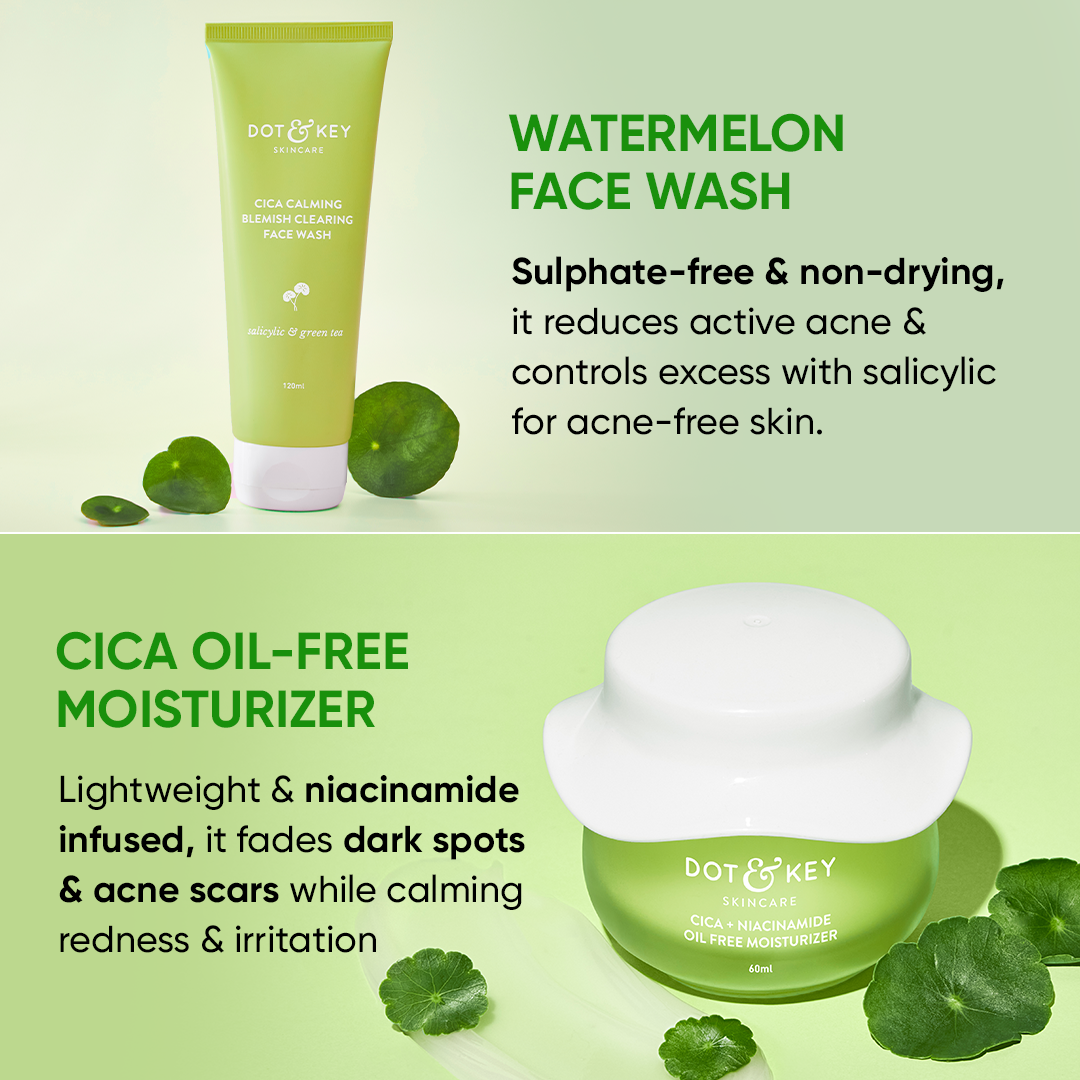 DOT & KEY
SKINCARE
CICA CALMING
BLEMISH CLEARING
FACE WASH
salicylic & green tea
120ml
WATERMELON
FACE WASH
Sulphate-free & non-drying,
it reduces active acne &
controls excess with salicylic
for acne-free skin.
CICA OIL-FREE
MOISTURIZER
Lightweight & niacinamide
infused, it fades dark spots
& acne scars while calming
redness & irritation
DOT & KEY
SKINCARE
CICA + NIACINAMIDE
OIL FREE MOISTURIZER
60ml